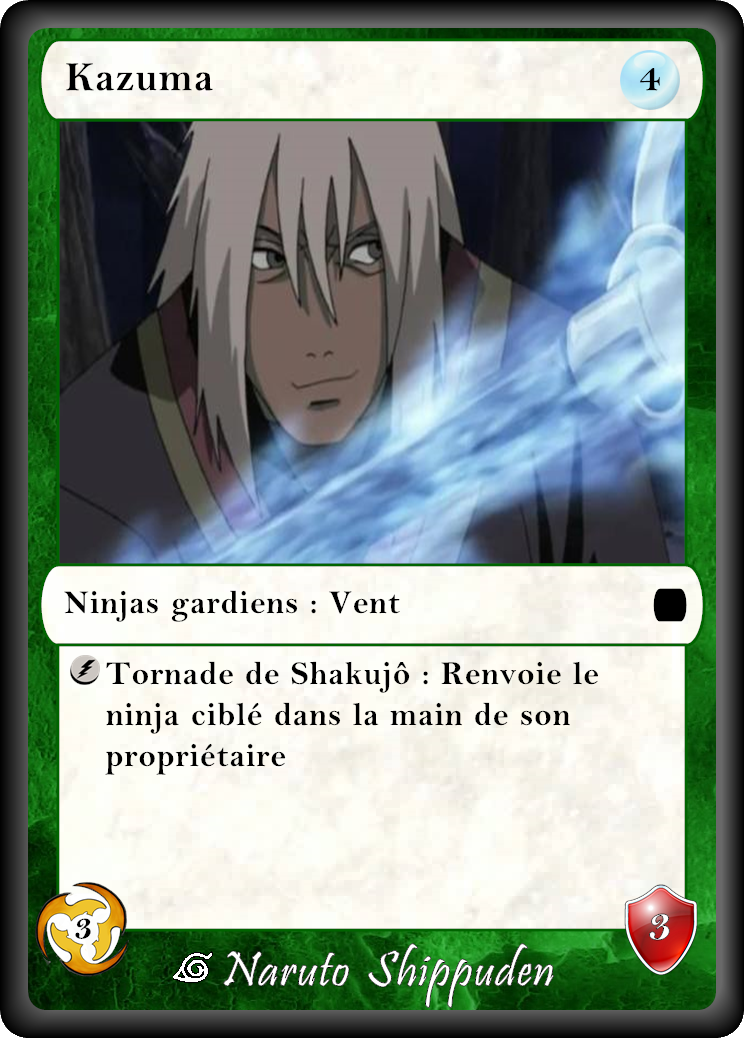 Kazuma
4
Ninjas gardiens : Vent
Tornade de Shakujô : Renvoie le
ninja ciblé dans la main de son
propriétaire
3
3
Naruto Shippuden